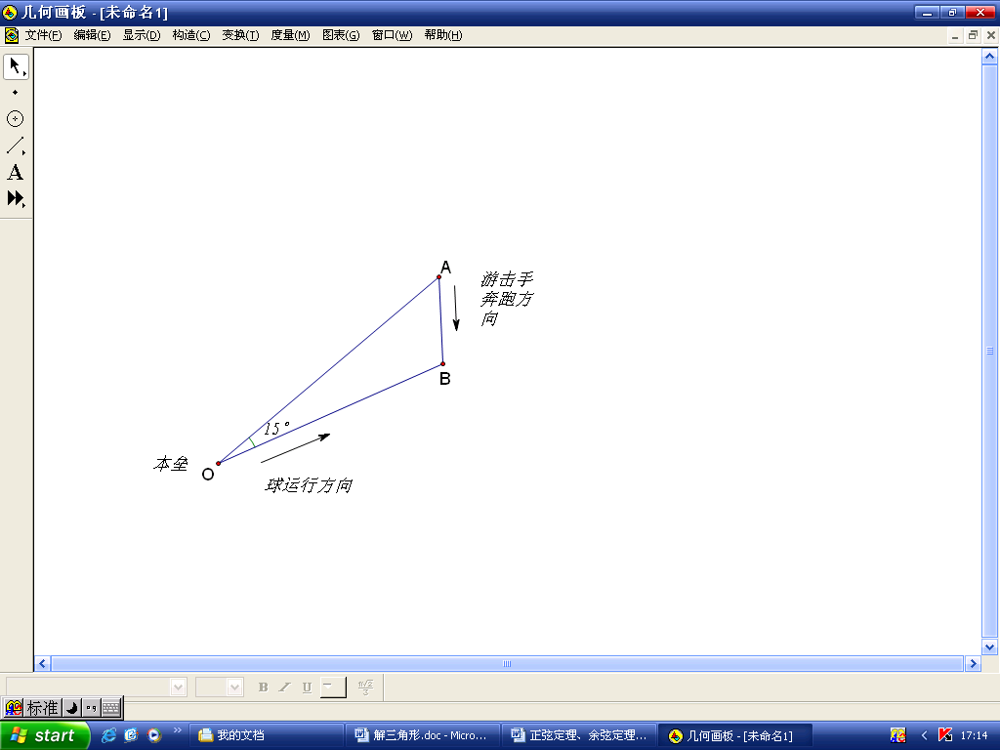 几何画板 - [未命名1]
文件(F) 编辑(E) 显示(D) 构造(C) 变换(T) 度量(M) 图表(G) 窗口(W) 帮助(H)
A
A
游击手
奔跑方
向
B
15°
本垒
O
球运行方向
B I U
标准
start
我的文档
解三角形.doc - Micro...
正弦定理、余弦定理...
几何画板 - [未命名1]
17:14